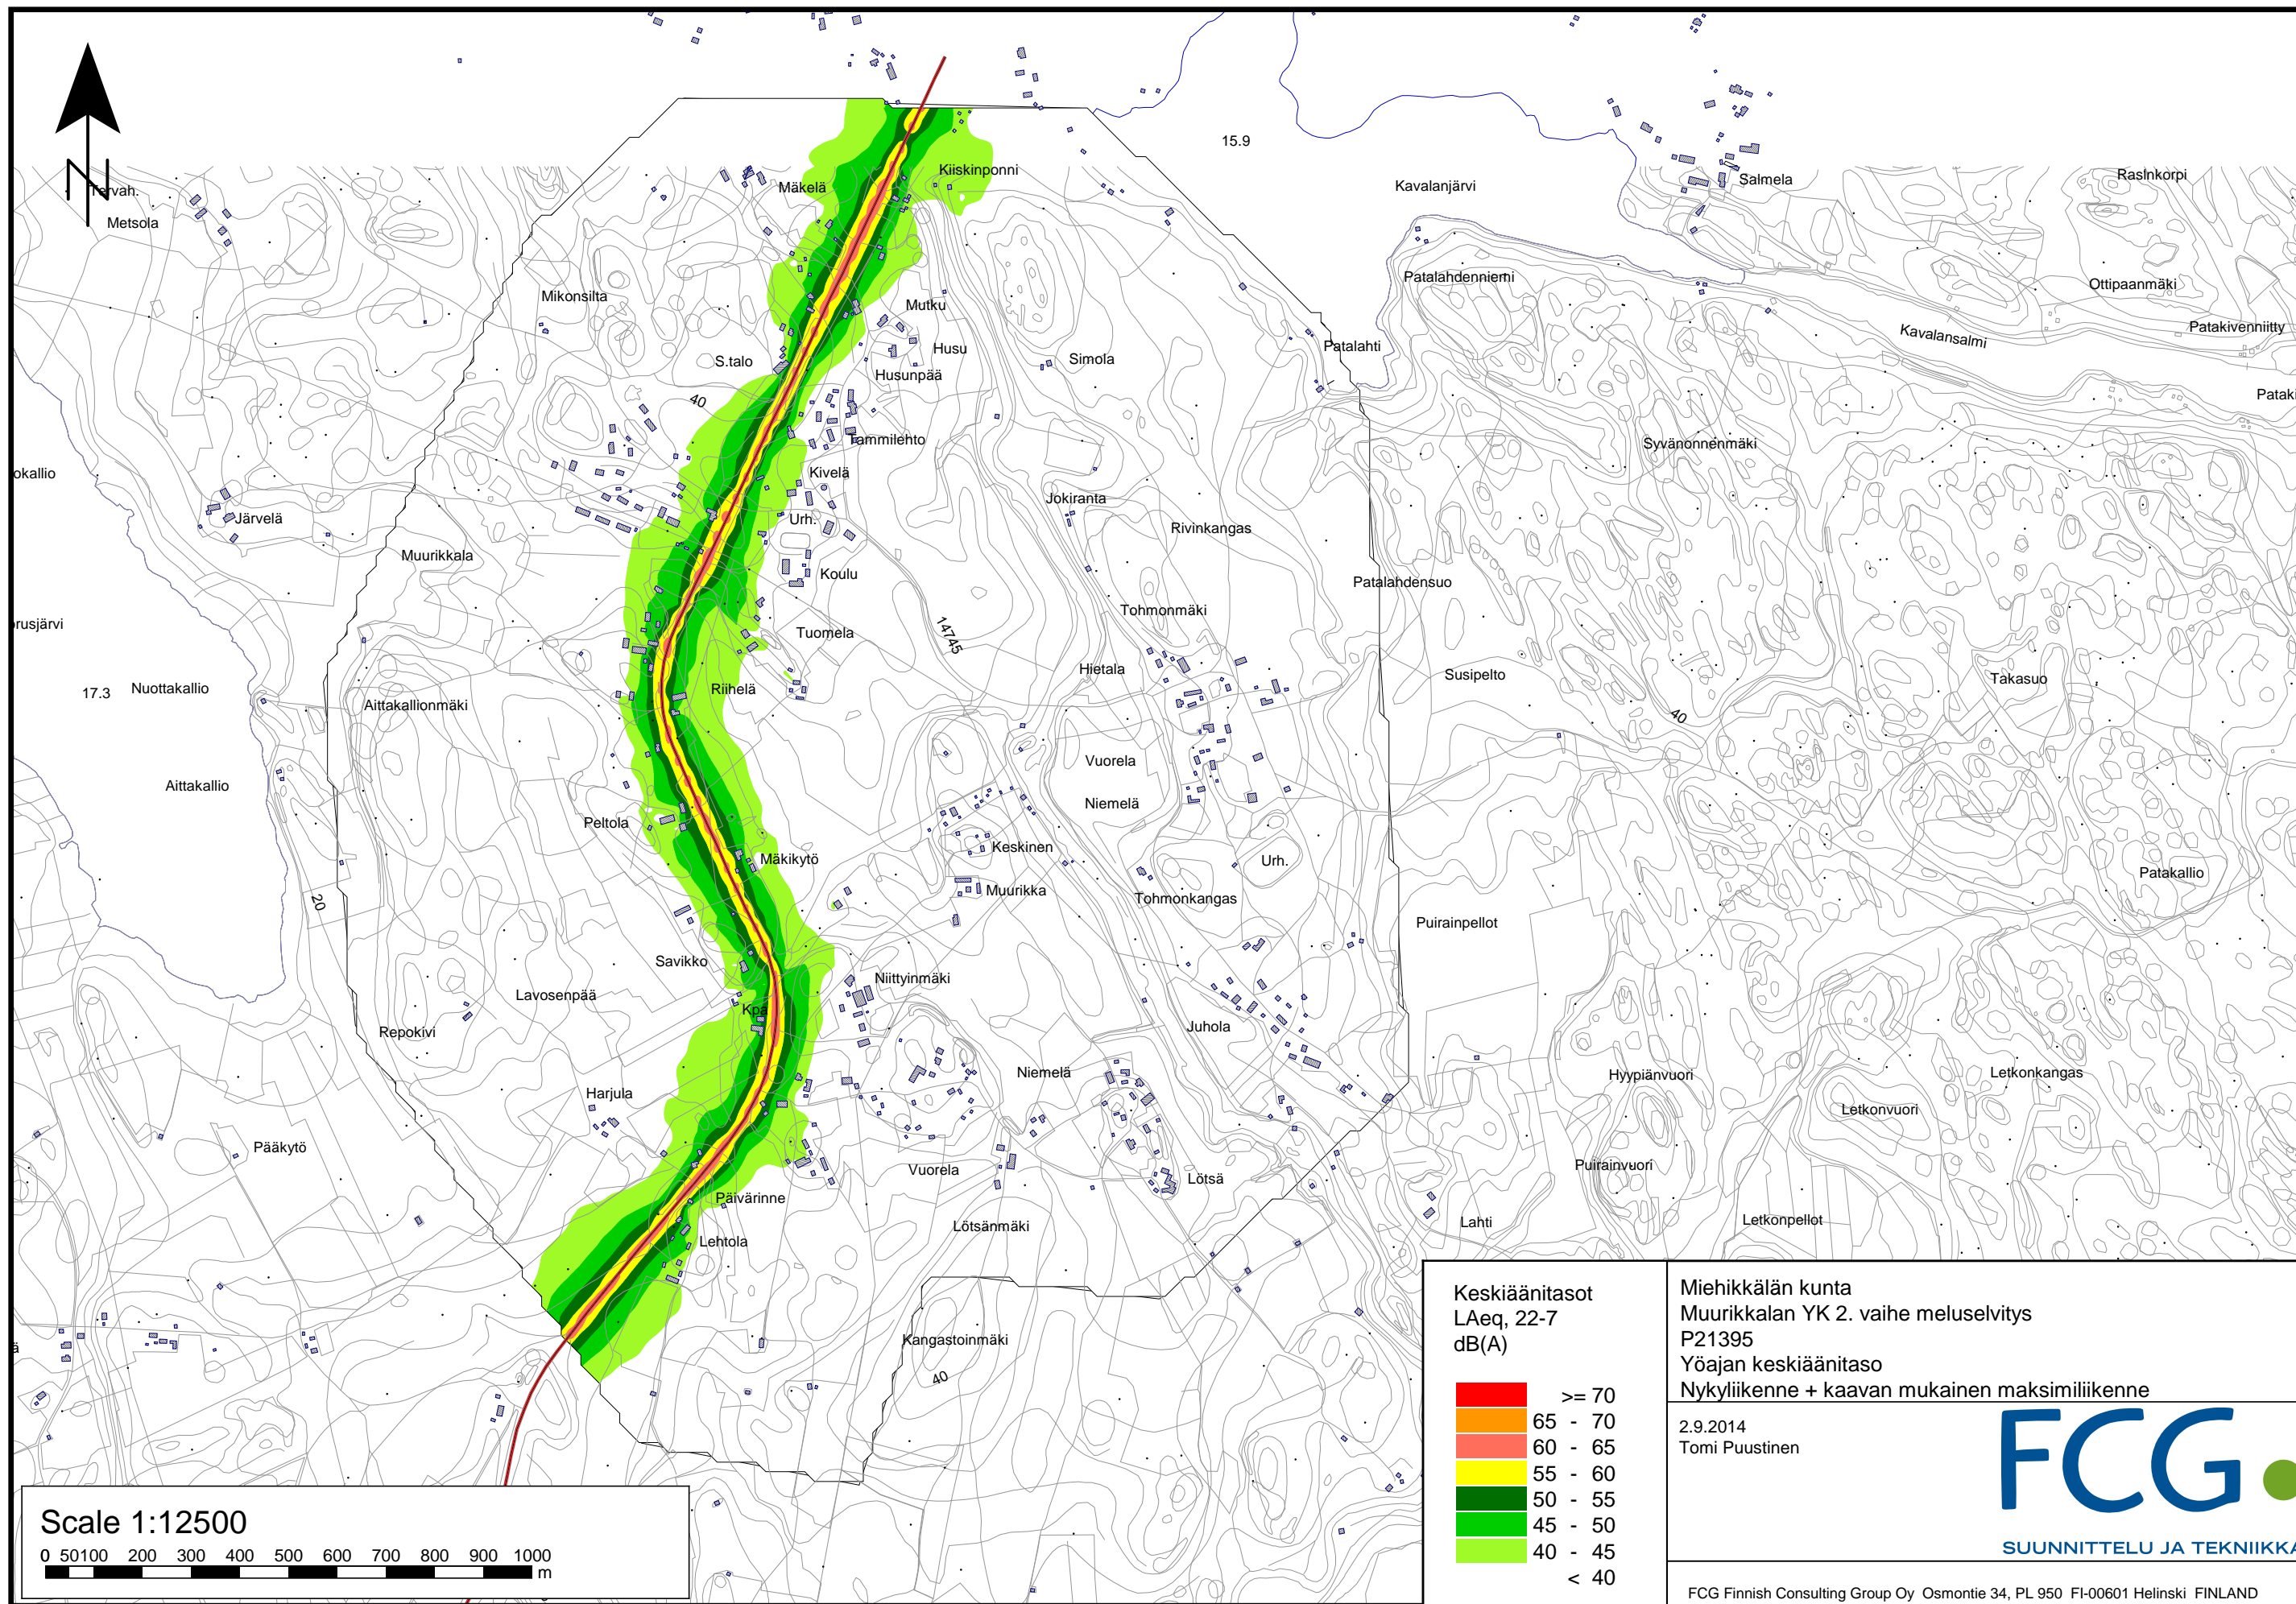 N
15.9
Kiiskinponni
Mäkelä
Kavalanjärvi
Salmela
Raslnkorpi
Tervah.
Metsola
Patalahdenniemi
Ottipaanmäki
Mikonsilta
Mutku
Kavalansalmi
Patakivenniitty
Husu
Simola
Patalahti
S.talo
Husunpää
40
Pataki
Tammilehto
Syvänonnenmäki
okallio
Kivelä
Jokiranta
Järvelä
Urh.
Rivinkangas
Muurikkala
Koulu
Patalahdensuo
Tohmonmäki
orusjärvi
Tuomela
14745
Hietala
Susipelto
Takasuo
17.3
Nuottakallio
Riihelä
Aittakallionmäki
40
Vuorela
Aittakallio
Niemelä
Peltola
Keskinen
Mäkikytö
Urh.
Patakallio
Muurikka
Tohmonkangas
20
Puirainpellot
Savikko
Niittyinmäki
Lavosenpää
Kpa
Repokivi
Juhola
Niemelä
Hyypiänvuori
Letkonkangas
Harjula
Letkonvuori
Pääkytö
Vuorela
Puirainvuori
Lötsä
Päivärinne
Lötsänmäki
Lahti
Letkonpellot
Lehtola
Kangastoinmäki
40
ä
Keskiäänitasot
LAeq, 22-7
dB(A)
>= 70
65 - 70
60 - 65
55 - 60
50 - 55
45 - 50
40 - 45
< 40
Miehikkälän kunta
Muurikkalan YK 2. vaihe meluselvitys
P21395
Yöajan keskiäänitaso
Nykyliikenne + kaavan mukainen maksimiliikenne
2.9.2014
Tomi Puustinen
FCG
SUUNNITTELU JA TEKNIIKKA
FCG Finnish Consulting Group Oy Osmontie 34, PL 950 FI-00601 Helinski FINLAND
Scale 1:12500
0 50 100 200 300 400 500 600 700 800 900 1000
m